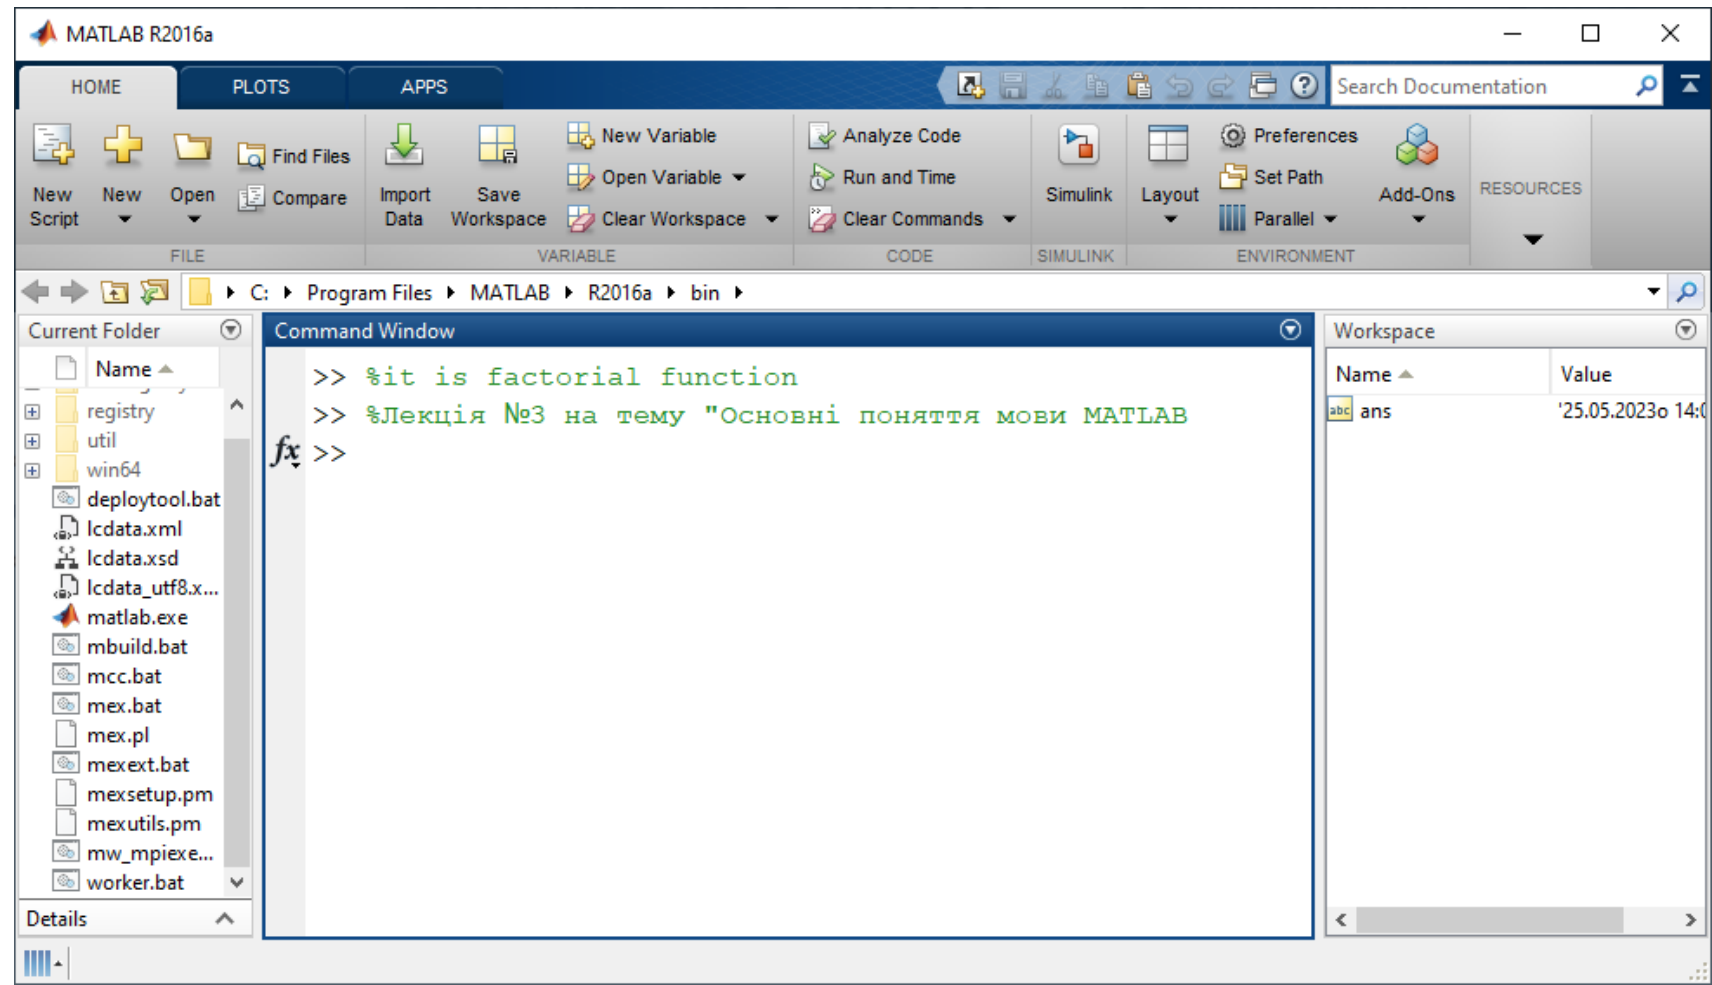 MATLAB R2016a
HOME PLOTS APPS Search Documentation
New Script New Open Find Files Compare
FILE
Import Data Save Workspace New Variable Open Variable Clear Workspace
VARIABLE
Analyze Code Run and Time Clear Commands
CODE
Simulink
SIMULINK
Layout Preferences Set Path Parallel Add-Ons
ENVIRONMENT
RESOURCES
C: Program Files MATLAB R2016a bin
Current Folder
Name
registry
util
win64
deploytool.bat
lcdata.xml
lcdata.xsd
lcdata_utf8.x...
matlab.exe
mbuild.bat
mcc.bat
mex.bat
mex.pl
mexext.bat
mexsetup.pm
mexutils.pm
mw_mpiexe...
worker.bat
Details
Command Window
>> %it is factorial function
>> %Лекція №3 на тему "Основні поняття мови MATLAB
fx >>
Workspace
Name Value
abc ans '25.05.2023o 14:0